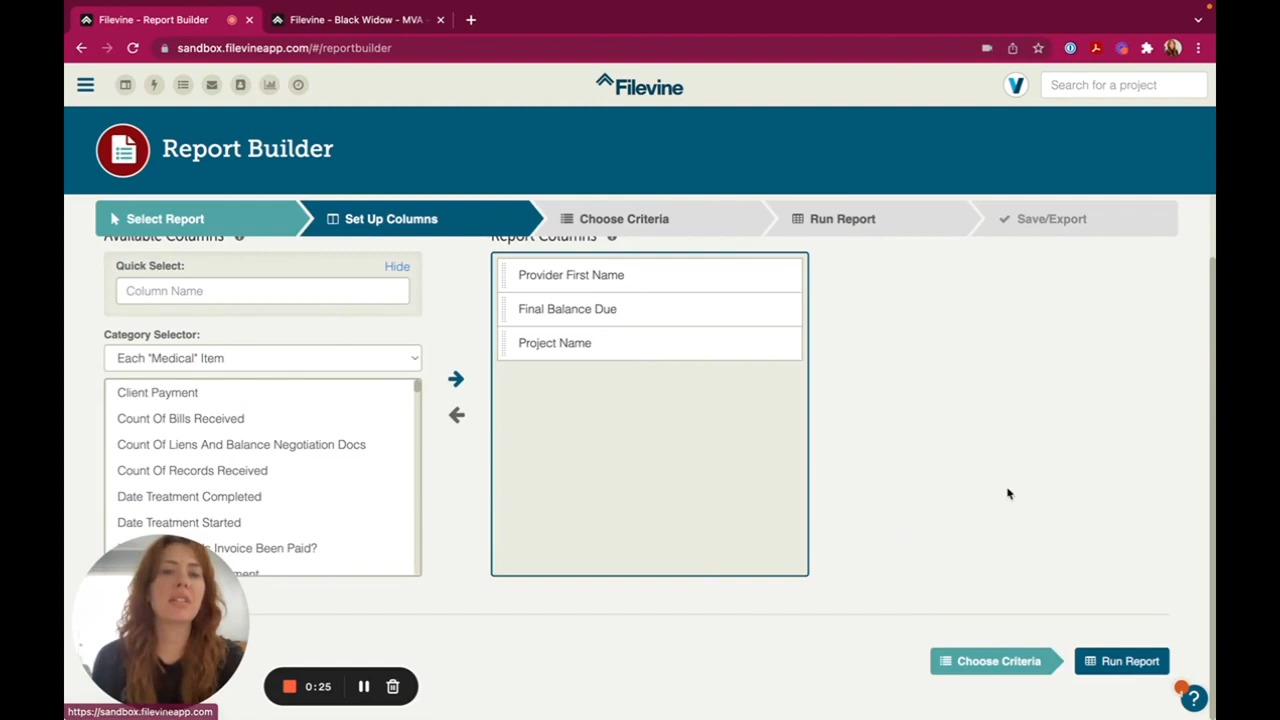 Filevine - Report Builder
Filevine - Black Widow - MVA -
sandbox.filevineapp.com/#/reportbuilder
Filevine
Search for a project
Report Builder
Select Report
Set Up Columns
Choose Criteria
Run Report
Save/Export
Available Columns
Report Columns
Quick Select:
Hide
Column Name
Category Selector:
Each "Medical" Item
Client Payment
Count Of Bills Received
Count Of Liens And Balance Negotiation Docs
Count Of Records Received
Date Treatment Completed
Date Treatment Started
Invoice Been Paid?
Provider First Name
Final Balance Due
Project Name
Choose Criteria
Run Report
0:25
?
https://sandbox.filevineapp.com